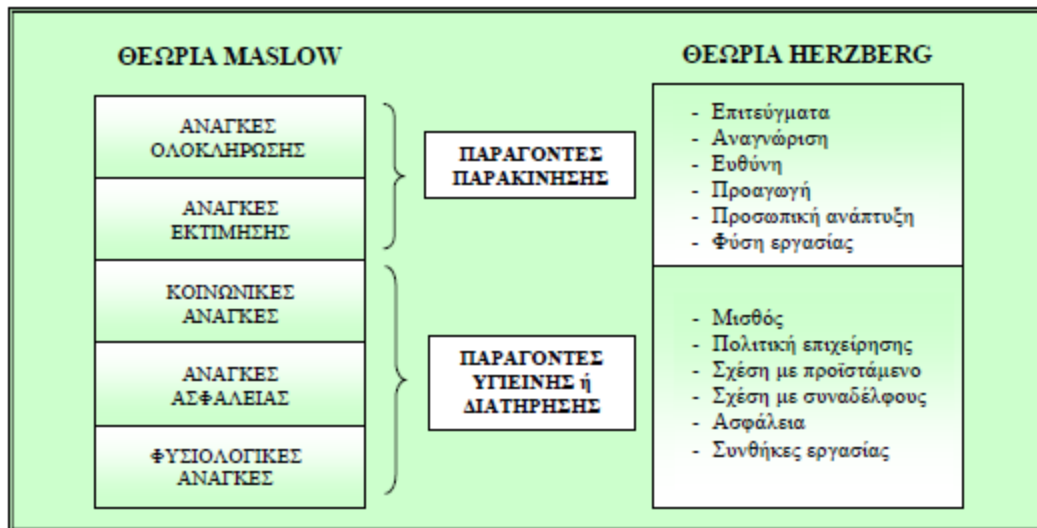 ΘΕΩΡΙΑ MASLOW
ΑΝΑΓΚΕΣ
ΟΛΟΚΛΗΡΩΣΗΣ
ΑΝΑΓΚΕΣ
ΕΚΤΙΜΗΣΗΣ
ΚΟΙΝΩΝΙΚΕΣ
ΑΝΑΓΚΕΣ
ΑΝΑΓΚΕΣ
ΑΣΦΑΛΕΙΑΣ
ΦΥΣΙΟΛΟΓΙΚΕΣ
ΑΝΑΓΚΕΣ
ΠΑΡΑΓΟΝΤΕΣ
ΠΑΡΑΚΙΝΗΣΗΣ
ΠΑΡΑΓΟΝΤΕΣ
ΥΓΙΕΙΝΗΣ ή
ΔΙΑΤΗΡΗΣΗΣ
ΘΕΩΡΙΑ HERZBERG
- Επιτεύγματα
- Αναγνώριση
- Ευθύνη
- Προαγωγή
- Προσωπική ανάπτυξη
- Φύση εργασίας
- Μισθός
- Πολιτική επιχείρησης
- Σχέση με προϊστάμενο
- Σχέση με συναδέλφους
- Ασφάλεια
- Συνθήκες εργασίας